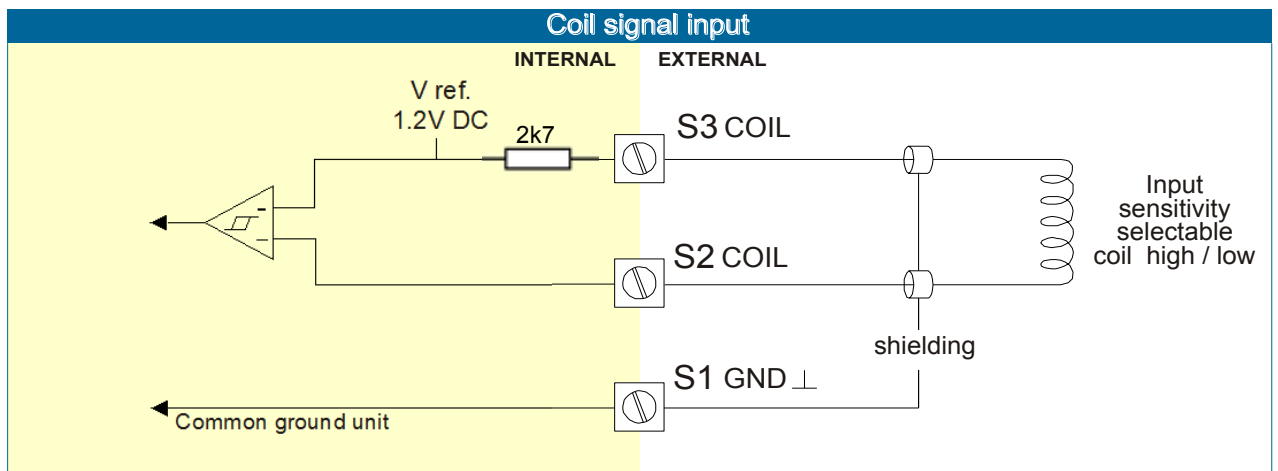 Coil signal input
INTERNAL EXTERNAL
V ref.
1.2V DC
2k7
S3 COIL
Input
sensitivity
selectable
coil high / low
S2 COIL
shielding
S1 GND ⊥
Common ground unit